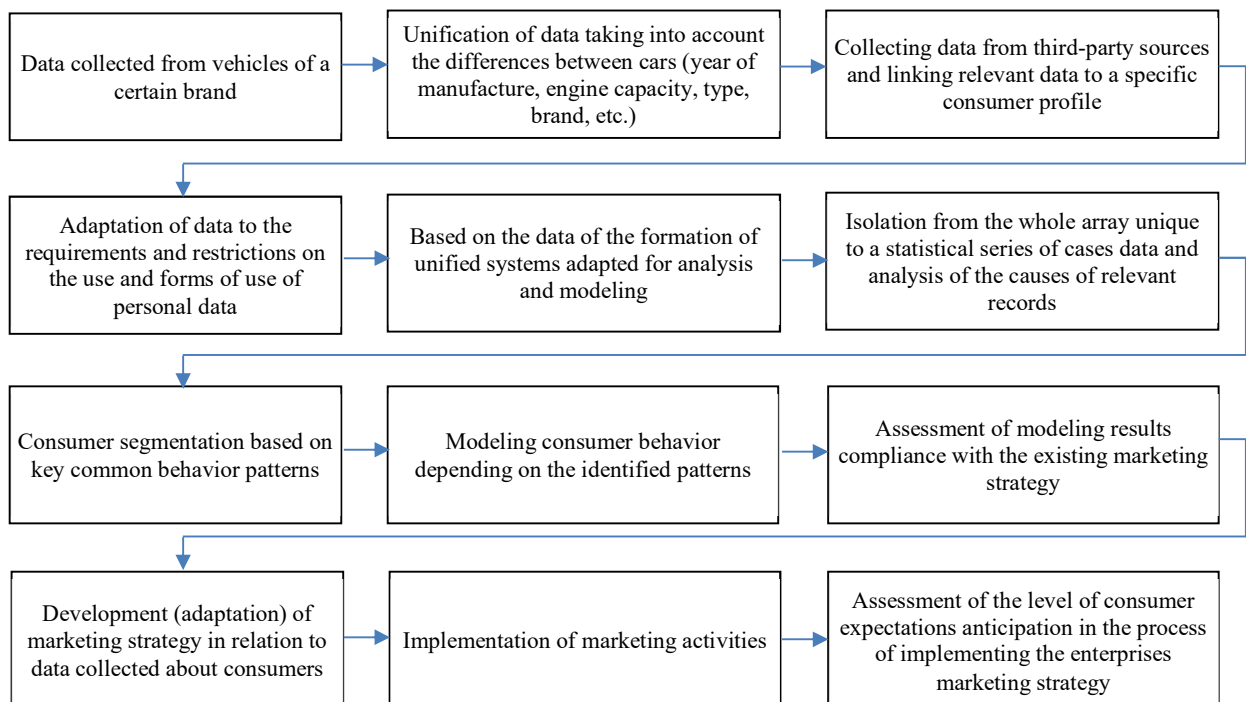 Data collected from vehicles of a
certain brand
Unification of data taking into account
the differences between cars (year of
manufacture, engine capacity, type,
brand, etc.)
Collecting data from third-party sources
and linking relevant data to a specific
consumer profile
Adaptation of data to the
requirements and restrictions on
the use and forms of use of
personal data
Based on the data of the formation of
unified systems adapted for analysis
and modeling
Isolation from the whole array unique
to a statistical series of cases data and
analysis of the causes of relevant
records
Consumer segmentation based on
key common behavior patterns
Modeling consumer behavior
depending on the identified patterns
Assessment of modeling results
compliance with the existing marketing
strategy
Development (adaptation) of
marketing strategy in relation to
data collected about consumers
Implementation of marketing activities
Assessment of the level of consumer
expectations anticipation in the process
of implementing the enterprises
marketing strategy